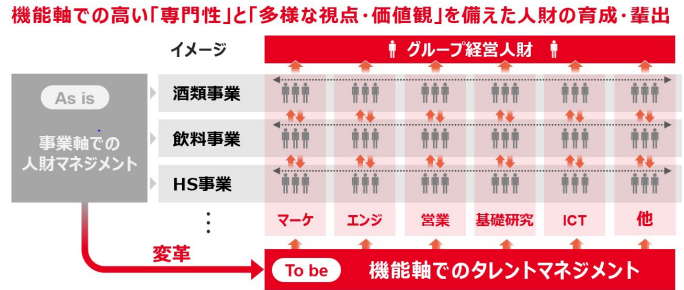 機能軸での高い「専門性」と「多様な視点・価値観」を備えた人財の育成・輩出
イメージ
グループ経営人財
As is
事業軸での
人財マネジメント
酒類事業
飲料事業
HS事業
⋮
マーケ
エンジ
営業
基礎研究
ICT
他
変革
To be
機能軸でのタレントマネジメント